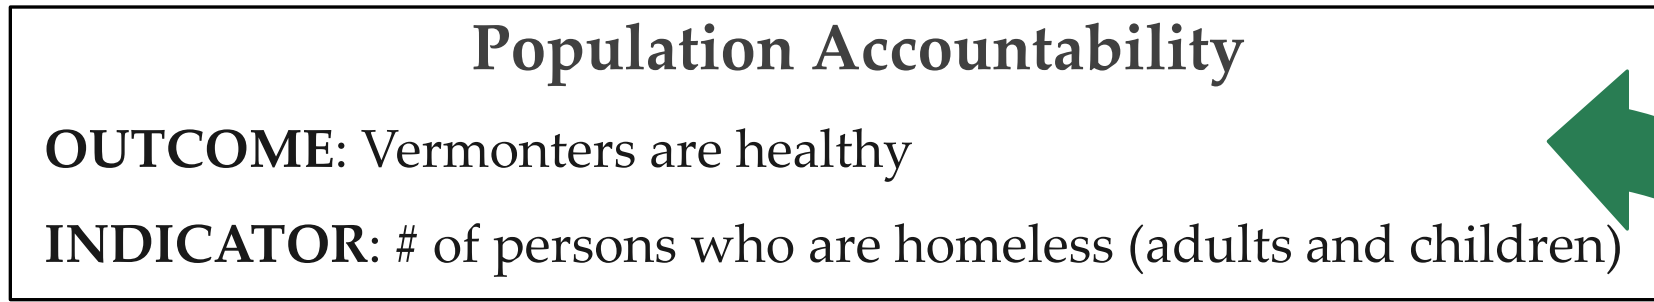 Population Accountability
OUTCOME: Vermonters are healthy
INDICATOR: # of persons who are homeless (adults and children)